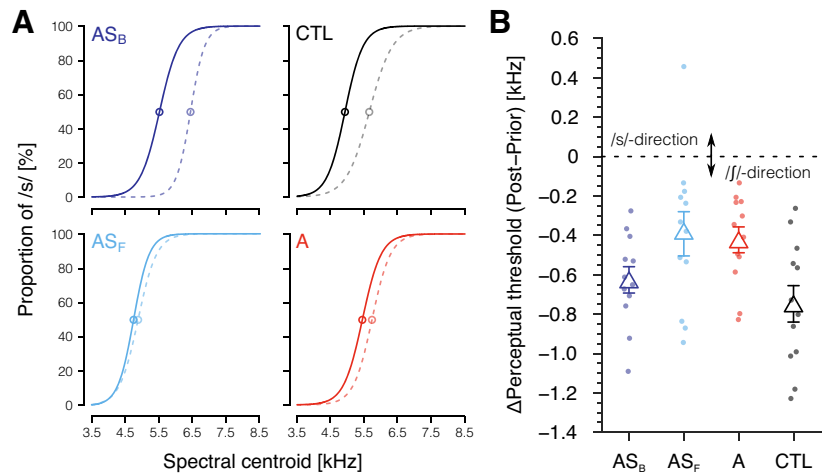 A
B
AS_B
CTL
AS_F
A
Proportion of /s/ [%]
100
80
60
40
20
0
100
80
60
40
20
0
3.5 4.5 5.5 6.5 7.5 8.5
3.5 4.5 5.5 6.5 7.5 8.5
Spectral centroid [kHz]
ΔPerceptual threshold (Post–Prior) [kHz]
0.6
0.4
0.2
0
−0.2
−0.4
−0.6
−0.8
−1.0
−1.2
−1.4
/s/-direction
/ʃ/-direction
AS_B AS_F A CTL